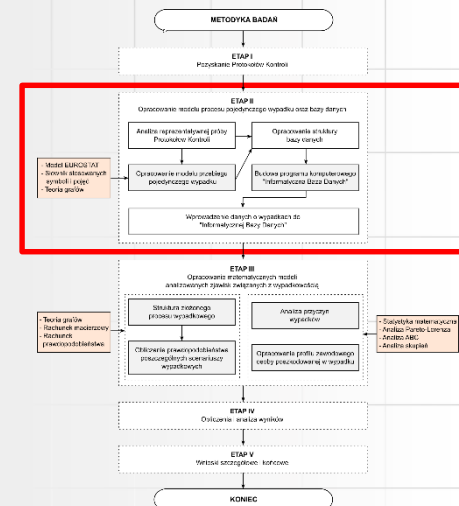 METODYKA BADAŃ
ETAP I
Pozyskanie Protokołów Kontroli
ETAP II
Opracowanie modelu procesu pojedynczego wypadku oraz bazy danych
Analiza reprezentatywnej próby
Protokołów Kontroli
Opracowanie struktury
bazy danych
- Model EUROSTAT
- Słownik stosowanych
symboli i pojęć
- Teoria grafów
Opracowanie modelu przebiegu
pojedynczego wypadku
Budowa programu komputerowego
"Informatyczna Baza Danych"
Wprowadzenie danych o wypadkach do
"Informatycznej Bazy Danych"
ETAP III
Opracowanie matematycznych modeli
analizowanych zjawisk związanych z wypadkowością
- Teoria grafów
- Rachunek macierzowy
- Rachunek
prawdopodobieństwa
Struktura złożonego
procesu wypadkowego
Analiza przyczyn
wypadków
Obliczanie prawdopodobieństwa
poszczególnych scenariuszy
wypadkowych
Opracowanie profilu zawodowego
osoby poszkodowanej w wypadku
- Statystyka matematyczna
- Analiza Pareto-Lorenza
- Analiza ABC
- Analiza skupień
ETAP IV
Obliczenia i analiza wyników
ETAP V
Wnioski szczegółowe i końcowe
KONIEC